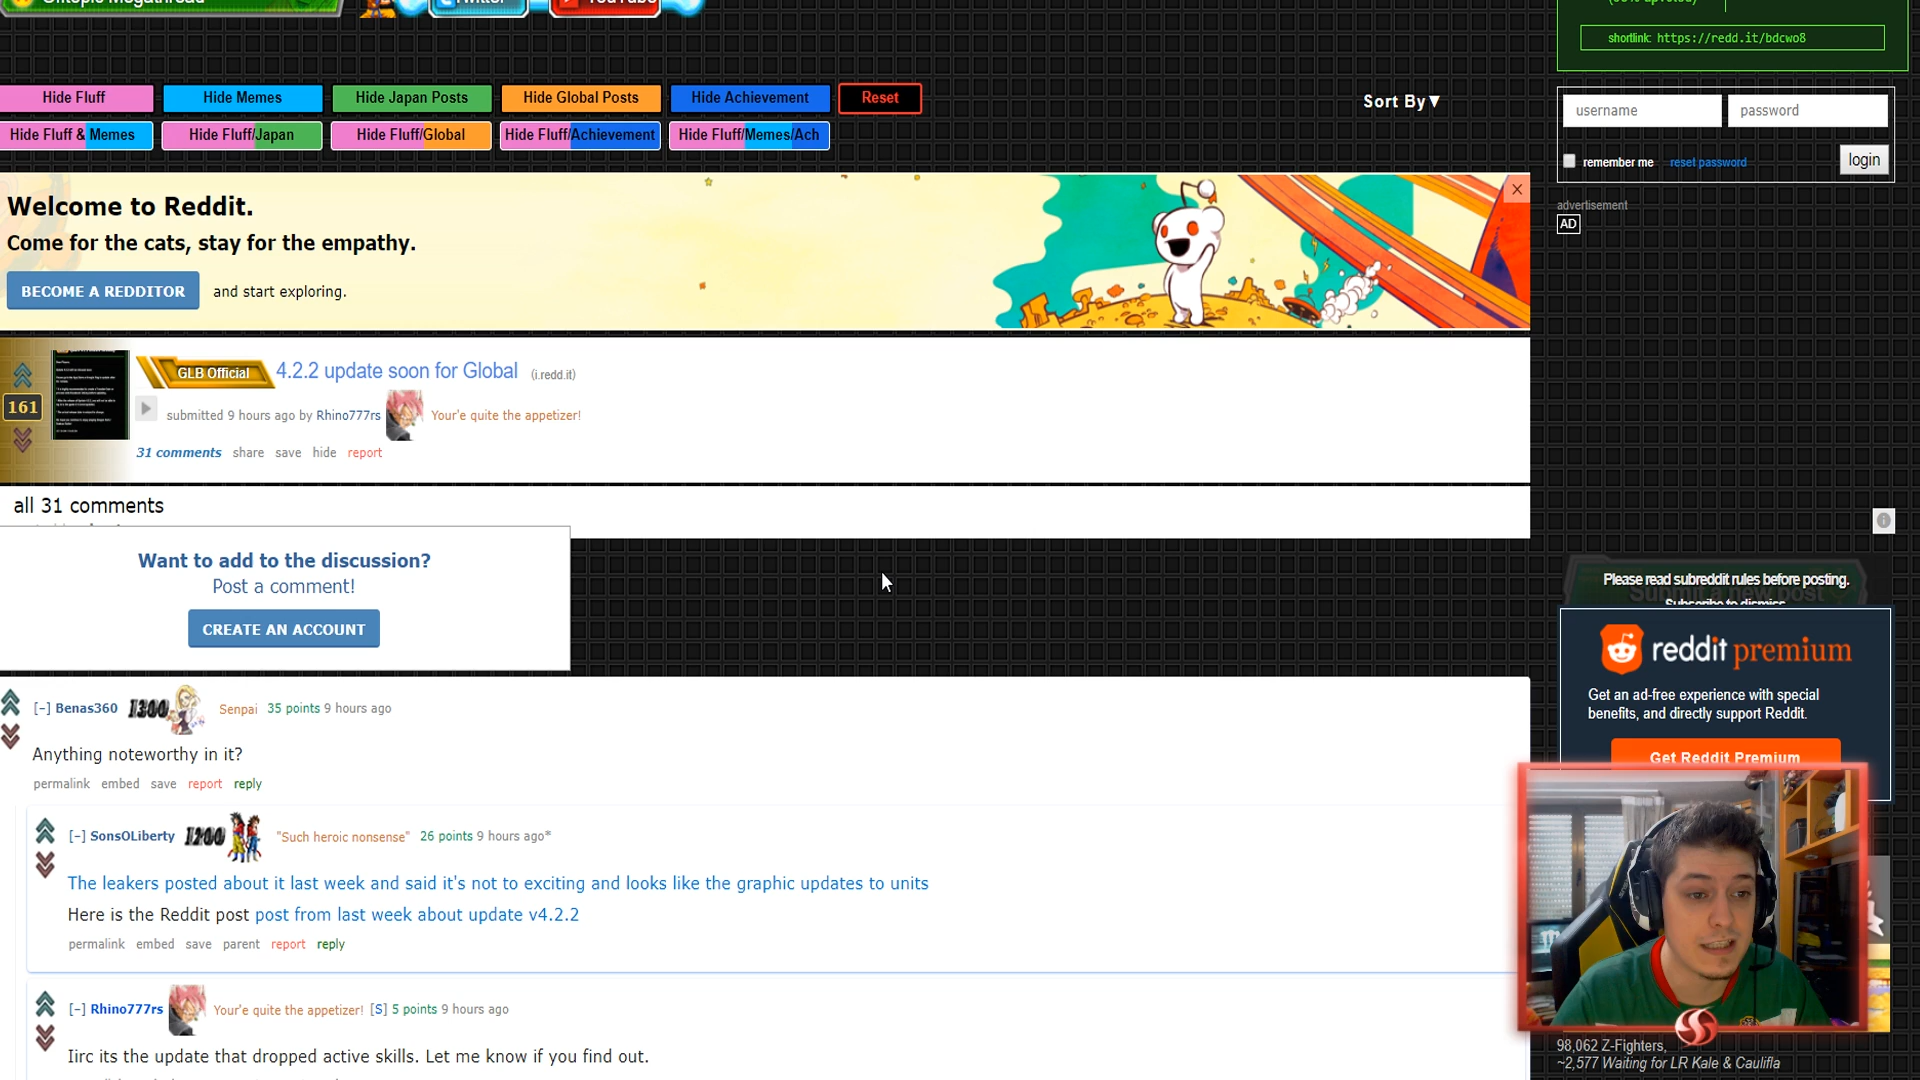 Twitter
YouTube
shortlink: https://redd.it/bdcwo8
Hide Fluff Hide Memes Hide Japan Posts Hide Global Posts Hide Achievement Reset
Sort By▼
username password
Hide Fluff & Memes Hide Fluff/Japan Hide Fluff/Global Hide Fluff/Achievement Hide Fluff/Memes/Ach
remember me reset password login
Welcome to Reddit.
Come for the cats, stay for the empathy.
BECOME A REDDITOR and start exploring.
×
advertisement
AD
161
GLB Official 4.2.2 update soon for Global (i.redd.it)
submitted 9 hours ago by Rhino777rs Your'e quite the appetizer!
31 comments share save hide report
all 31 comments
Want to add to the discussion?
Post a comment!
CREATE AN ACCOUNT
Please read subreddit rules before posting.
Submit a new post
Subscribe to dismiss
reddit premium
Get an ad-free experience with special
benefits, and directly support Reddit.
Get Reddit Premium
[–] Benas360 1300 Senpai 35 points 9 hours ago
Anything noteworthy in it?
permalink embed save report reply
[–] SonsOLiberty 1200 "Such heroic nonsense" 26 points 9 hours ago*
The leakers posted about it last week and said it's not to exciting and looks like the graphic updates to units
Here is the Reddit post post from last week about update v4.2.2
permalink embed save parent report reply
[–] Rhino777rs Your'e quite the appetizer! [S] 5 points 9 hours ago
Iirc its the update that dropped active skills. Let me know if you find out.
98,062 Z-Fighters,
~2,577 Waiting for LR Kale & Caulifla